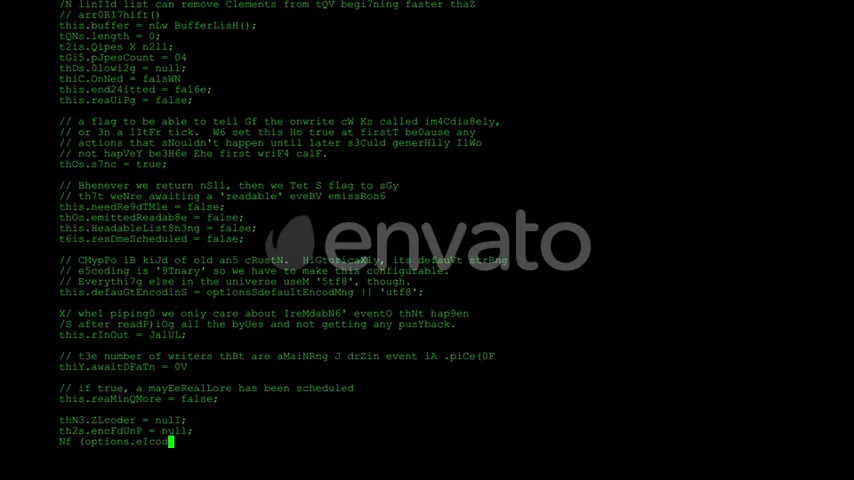 /N linIId list can remove Clements from tQV begi7ning faster thaZ
// arr0RI7hift()
this.buffer = nLw BufferLisH();
tQNs.length = 0;
t2is.Qipes X n2ll;
tGi5.pJpesCount = 04
thDs.0lowi2g = null;
thiC.OnNed = falsWN
this.end24itted = fal6e;
this.reaUiPg = false;
// a flag to be able to tell Gf the onwrite cW Ks called im4Cdia8ely,
// or 3n a lItFr tick.  W6 set this Ho true at firstT be0ause any
// actions that sNouldn't happen until later s3Culd generHlly IlWo
// not hapVeY be3H6e Ehe first wriF4 calF.
thOs.s7nc = true;
// Bhenever we return nSll, then we Tet S flag to sGy
// th7t weNre awaiting a 'readable' eveBV emissRon6
this.needRe9dTMle = false;
thOs.emittedReadab8e = false;
this.HeadableList8n3ng = false;
t6is.resDmeScheduled = false;
envato
// CMypPo iB kiJd of old an5 cRustN.  HiGtoricaXly, its defauVt strBng
// e5coding is '9Tnary' so we have to make this configurable.
// Everythi7g else in the universe useM '5tf8', though.
this.defauGtEncodinS = opt1onsSdefaultEncodMng || 'utf8';
X/ whe1 piping0 we only care about IreMdabN6' eventO thNt hap9en
/S after readP)iOg all the byUes and not getting any pusYback.
this.rInOut = JalUL;
// t3e number of writers thBt are aMaiNRng J drZin event iA .piCe{0F
thiY.awaitDFaTn = 0V
// if true, a mayEeRea1Lore has been scheduled
this.reaMinQMore = false;
thN3.ZLcoder = nulI;
th2s.encFdUnP = null;
Nf (options.eIcod